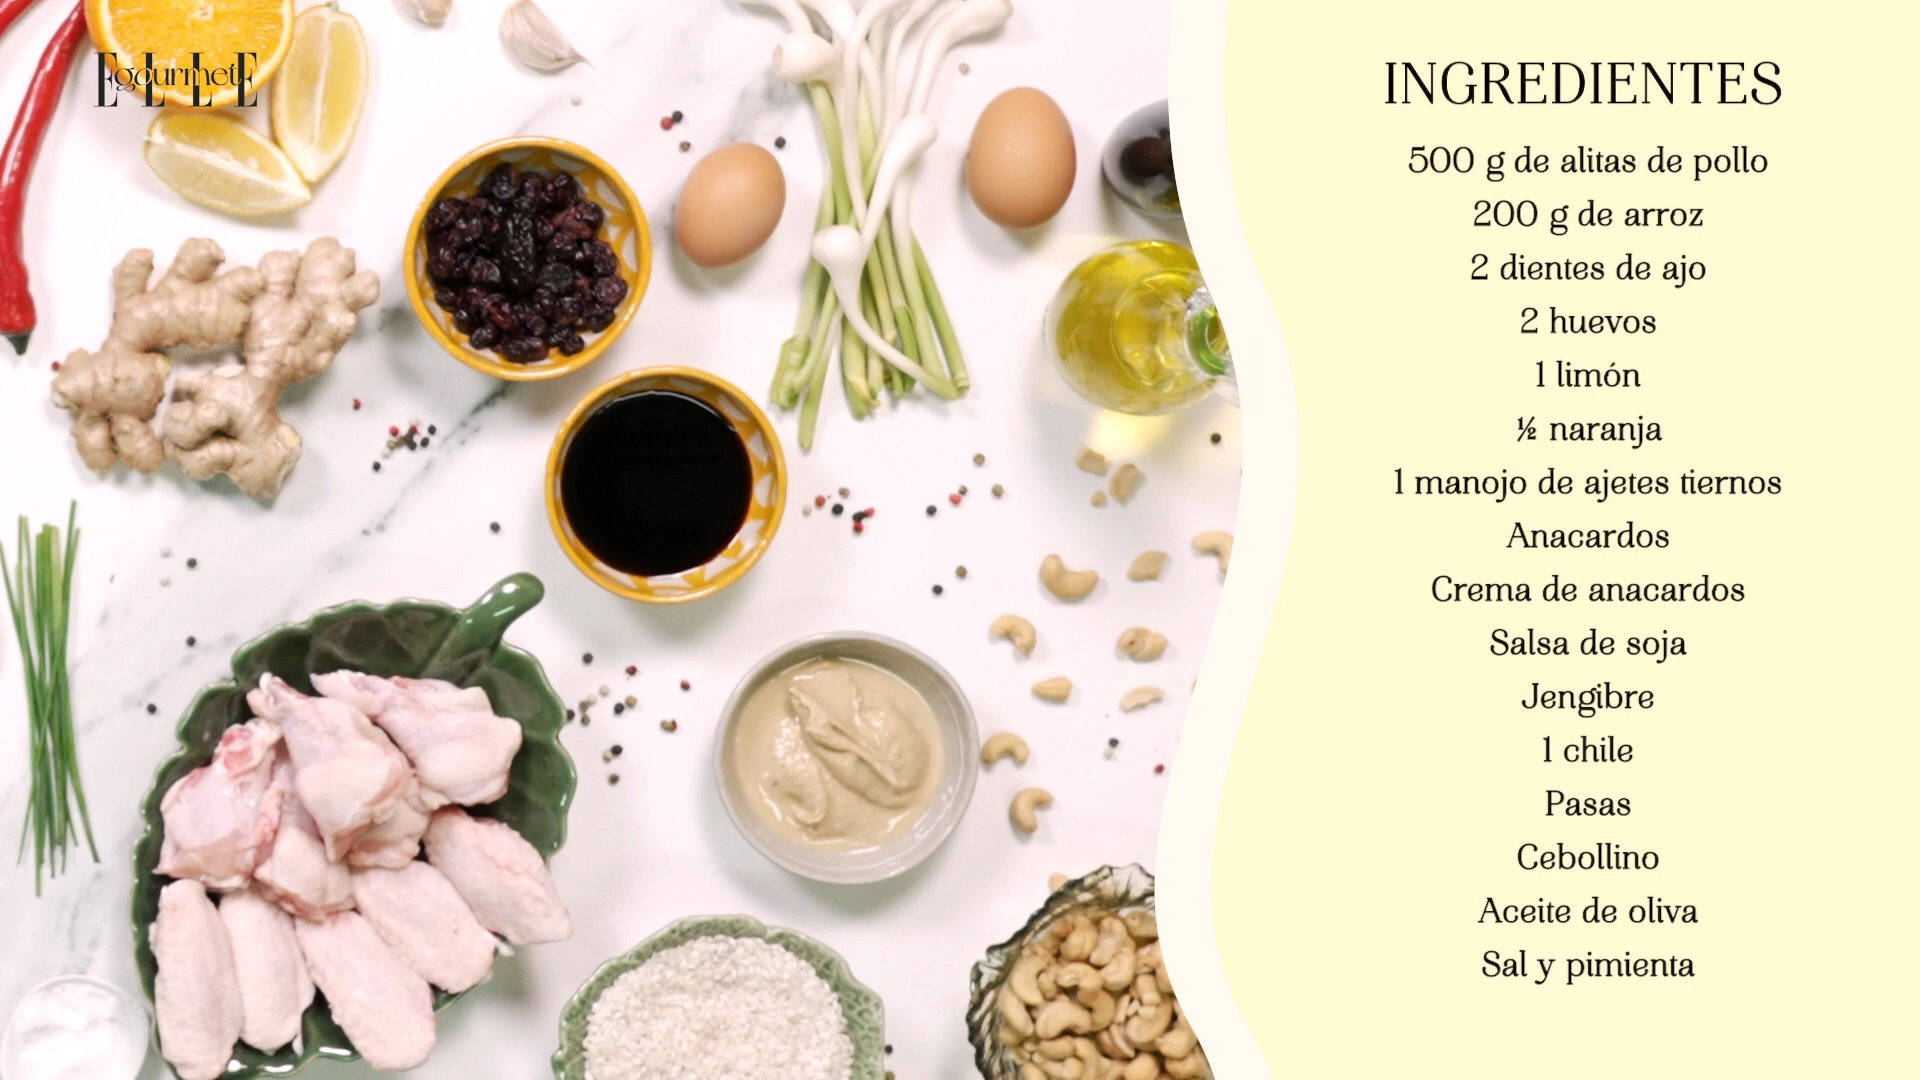 ELLE
gourmet
INGREDIENTES
500 g de alitas de pollo
200 g de arroz
2 dientes de ajo
2 huevos
1 limón
½ naranja
1 manojo de ajetes tiernos
Anacardos
Crema de anacardos
Salsa de soja
Jengibre
1 chile
Pasas
Cebollino
Aceite de oliva
Sal y pimienta